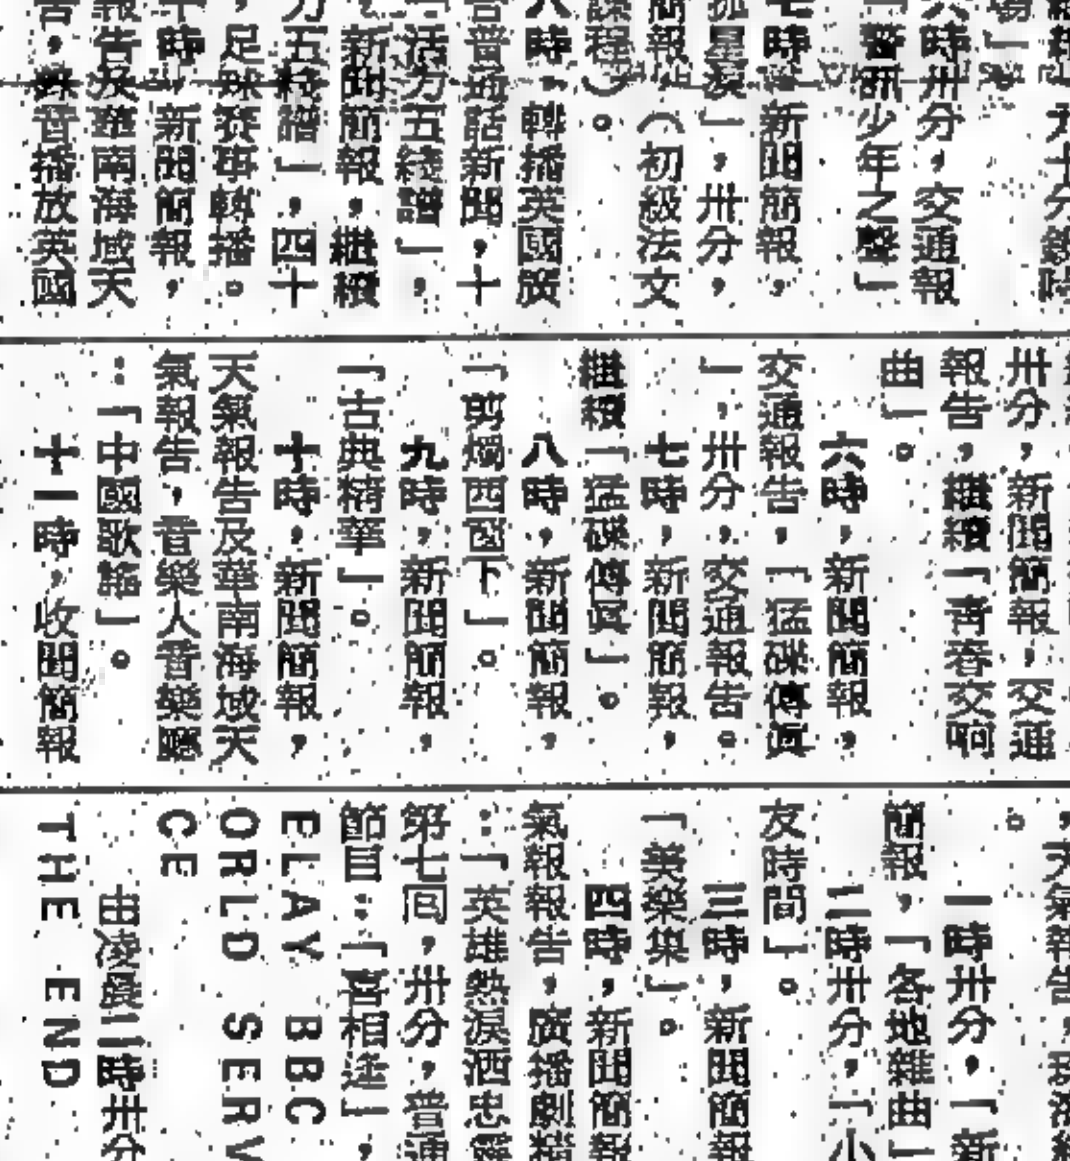 六時卅分，交通報
「警訊少年之聲」
七時，新聞簡報，
」，卅分，
簡報，（初級法文
課程）。
八時，轉播英國廣
普通話新聞，十
「活力五綫譜」，
新聞簡報，繼續
力五綫譜」，四十
，足球賽事轉播。
十時，新聞簡報，
報告及華南海域天
音播放英國
卅分，新聞簡報，交通
報告，繼續「青春交响
曲」。
六時，新聞簡報，
交通報告，「猛碟傳真
」，卅分，交通報告。
七時，新聞簡報，
繼續「猛碟傳真」。
八時，新聞簡報，
「剪燭西窗下」。
九時，新聞簡報，
「古典精華」。
十時，新聞簡報，
天氣報告及華南海域天
氣報告，音樂人音樂廳
：「中國歌謠」。
十一時，收聞簡報
。
一時卅分，「新
簡報，「各地雜曲」
二時卅分，「小
友時間」。
三時，新聞簡報
「美樂集」。
四時，新聞簡報
氣報報告，廣播劇精
：「英雄熱淚洒忠
第七回，卅分，普通
節目：「喜相逢」，
ELAY BBC
ORLD SERV
CE
由凌晨二時卅分
THE END